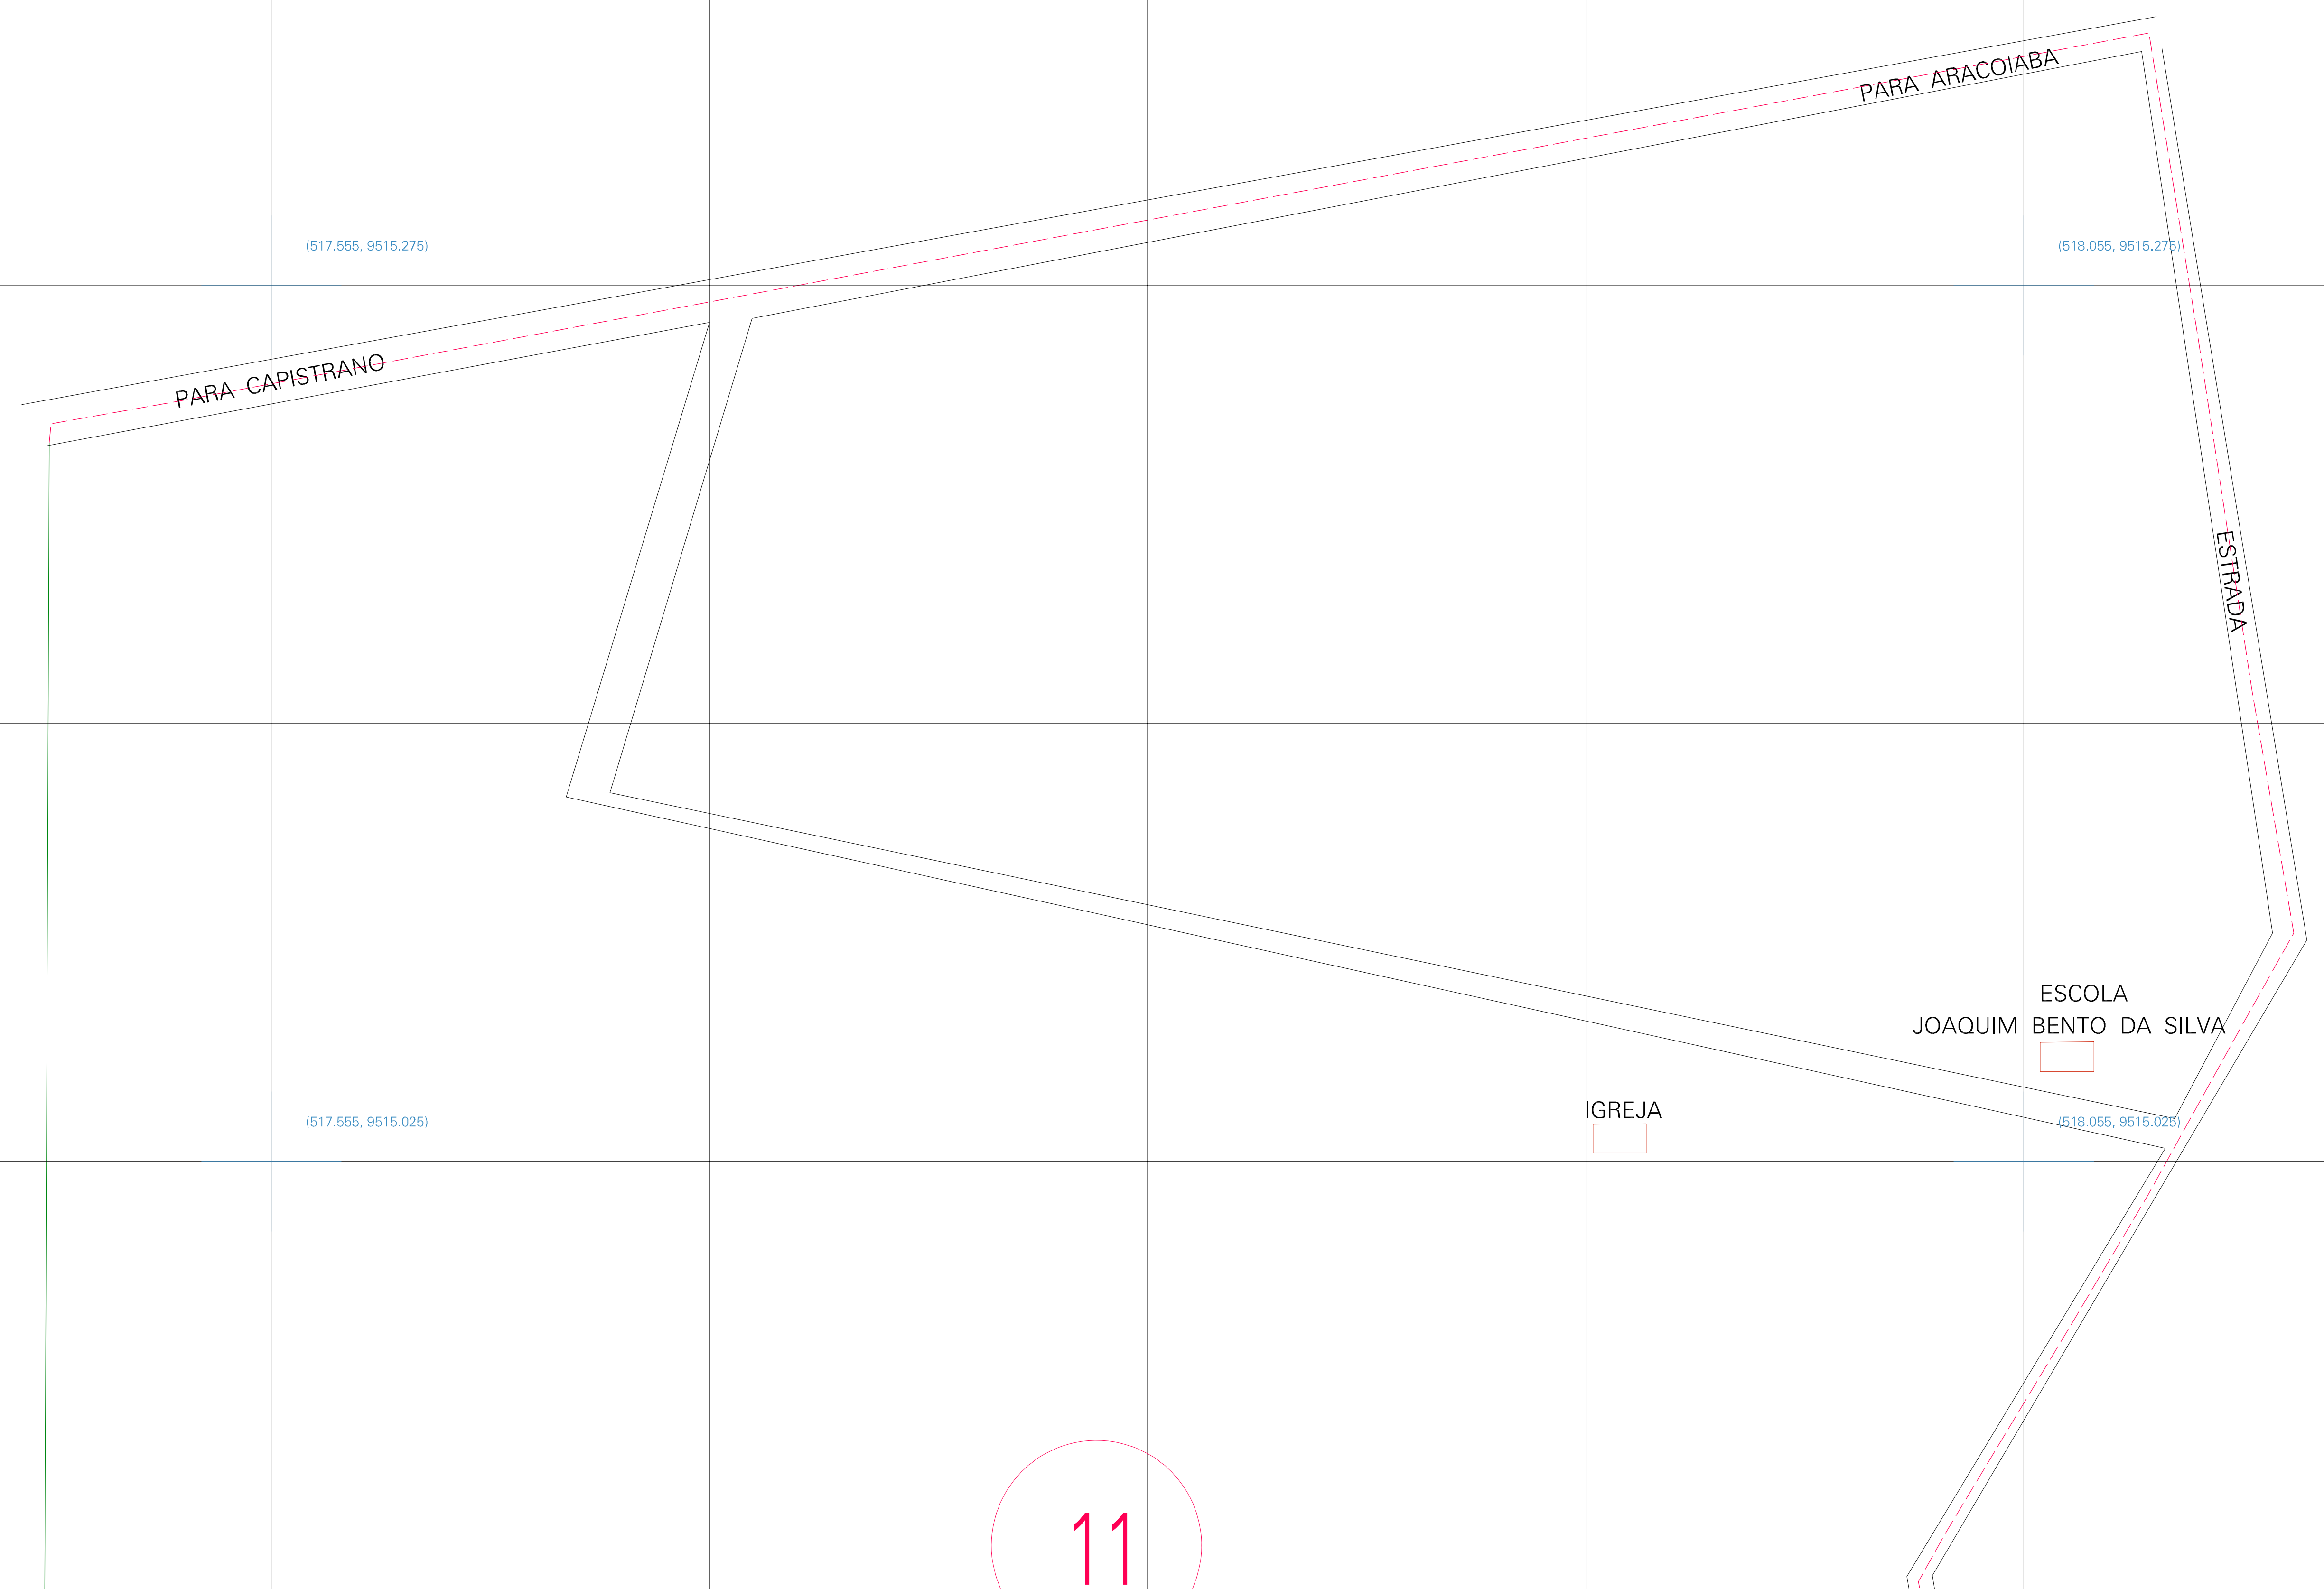 PARA ARACOIABA
(517.555, 9515.275)
(518.055, 9515.275)
PARA CAPISTRANO
ESTRADA
ESCOLA
JOAQUIM BENTO DA SILVA
IGREJA
(517.555, 9515.025)
(518.055, 9515.025)
11